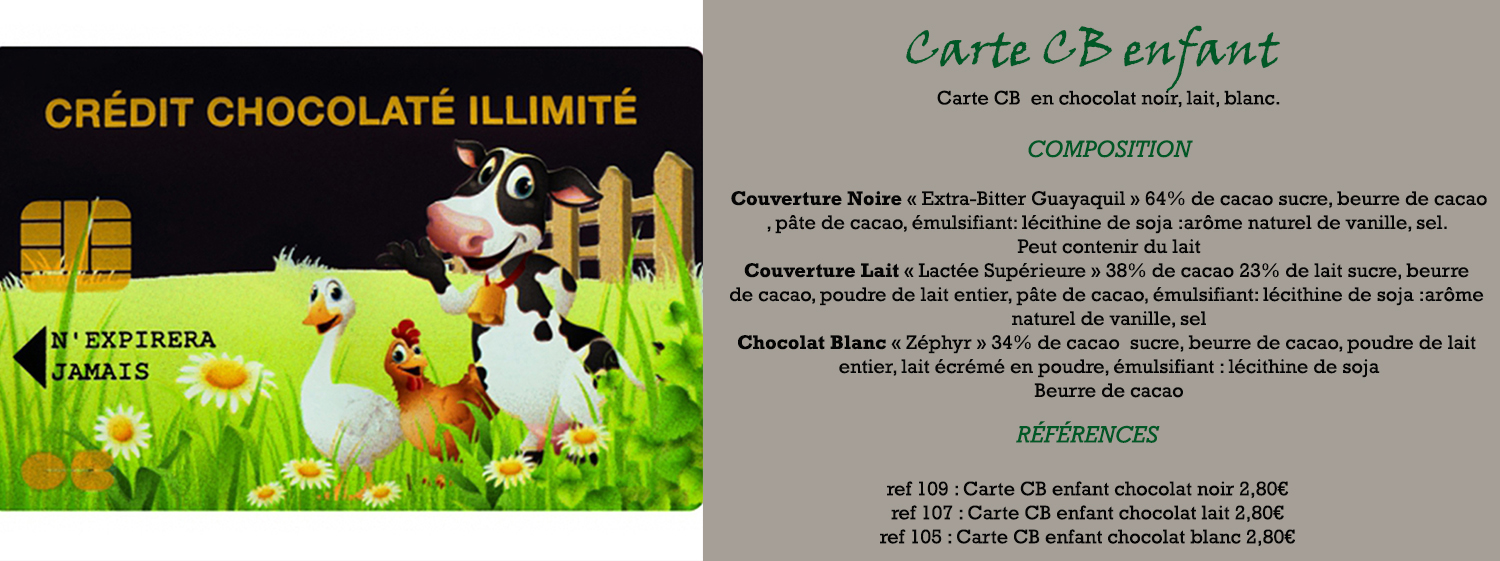 CRÉDIT CHOCOLATÉ ILLIMITÉ
N'EXPIRERA
JAMAIS
Carte CB enfant
Carte CB en chocolat noir, lait, blanc.
COMPOSITION
Couverture Noire « Extra-Bitter Guayaquil » 64% de cacao sucre, beurre de cacao
, pâte de cacao, émulsifiant: lécithine de soja :arôme naturel de vanille, sel.
Peut contenir du lait
Couverture Lait « Lactée Supérieure » 38% de cacao 23% de lait sucre, beurre
de cacao, poudre de lait entier, pâte de cacao, émulsifiant: lécithine de soja :arôme
naturel de vanille, sel
Chocolat Blanc « Zéphyr » 34% de cacao sucre, beurre de cacao, poudre de lait
entier, lait écrémé en poudre, émulsifiant : lécithine de soja
Beurre de cacao
RÉFÉRENCES
ref 109 : Carte CB enfant chocolat noir 2,80€
ref 107 : Carte CB enfant chocolat lait 2,80€
ref 105 : Carte CB enfant chocolat blanc 2,80€